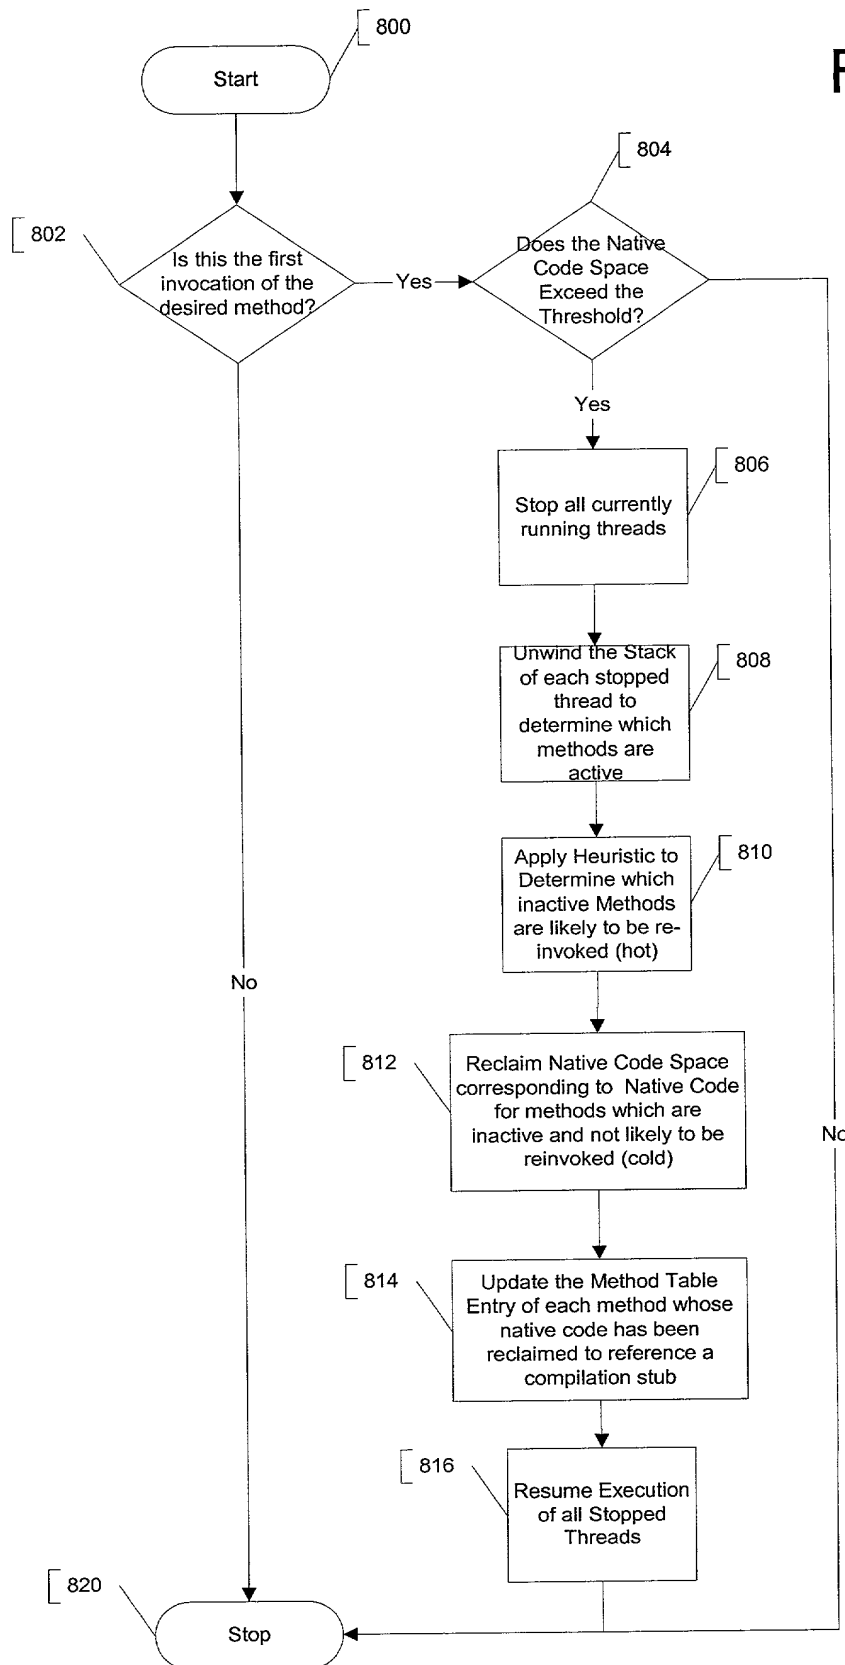 800
Start
F
804
802
Is this the first
invocation of the
desired method?
Yes
Does the Native
Code Space
Exceed the
Threshold?
Yes
806
Stop all currently
running threads
808
Unwind the Stack
of each stopped
thread to
determine which
methods are
active
810
Apply Heuristic to
Determine which
inactive Methods
are likely to be re-
invoked (hot)
No
812
Reclaim Native Code Space
corresponding to Native Code
for methods which are
inactive and not likely to be
reinvoked (cold)
No
814
Update the Method Table
Entry of each method whose
native code has been
reclaimed to reference a
compilation stub
816
Resume Execution
of all Stopped
Threads
820
Stop